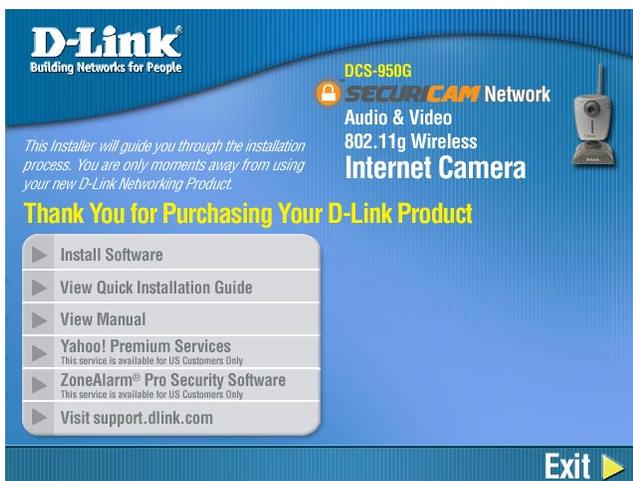 D-Link®
Building Networks for People
DCS-950G
SECURICAM Network
Audio & Video
802.11g Wireless
Internet Camera
D-Link
This Installer will guide you through the installation
process. You are only moments away from using
your new D-Link Networking Product.
Thank You for Purchasing Your D-Link Product
Install Software
View Quick Installation Guide
View Manual
Yahoo! Premium Services
This service is available for US Customers Only
ZoneAlarm® Pro Security Software
This service is available for US Customers Only
Visit support.dlink.com
Exit